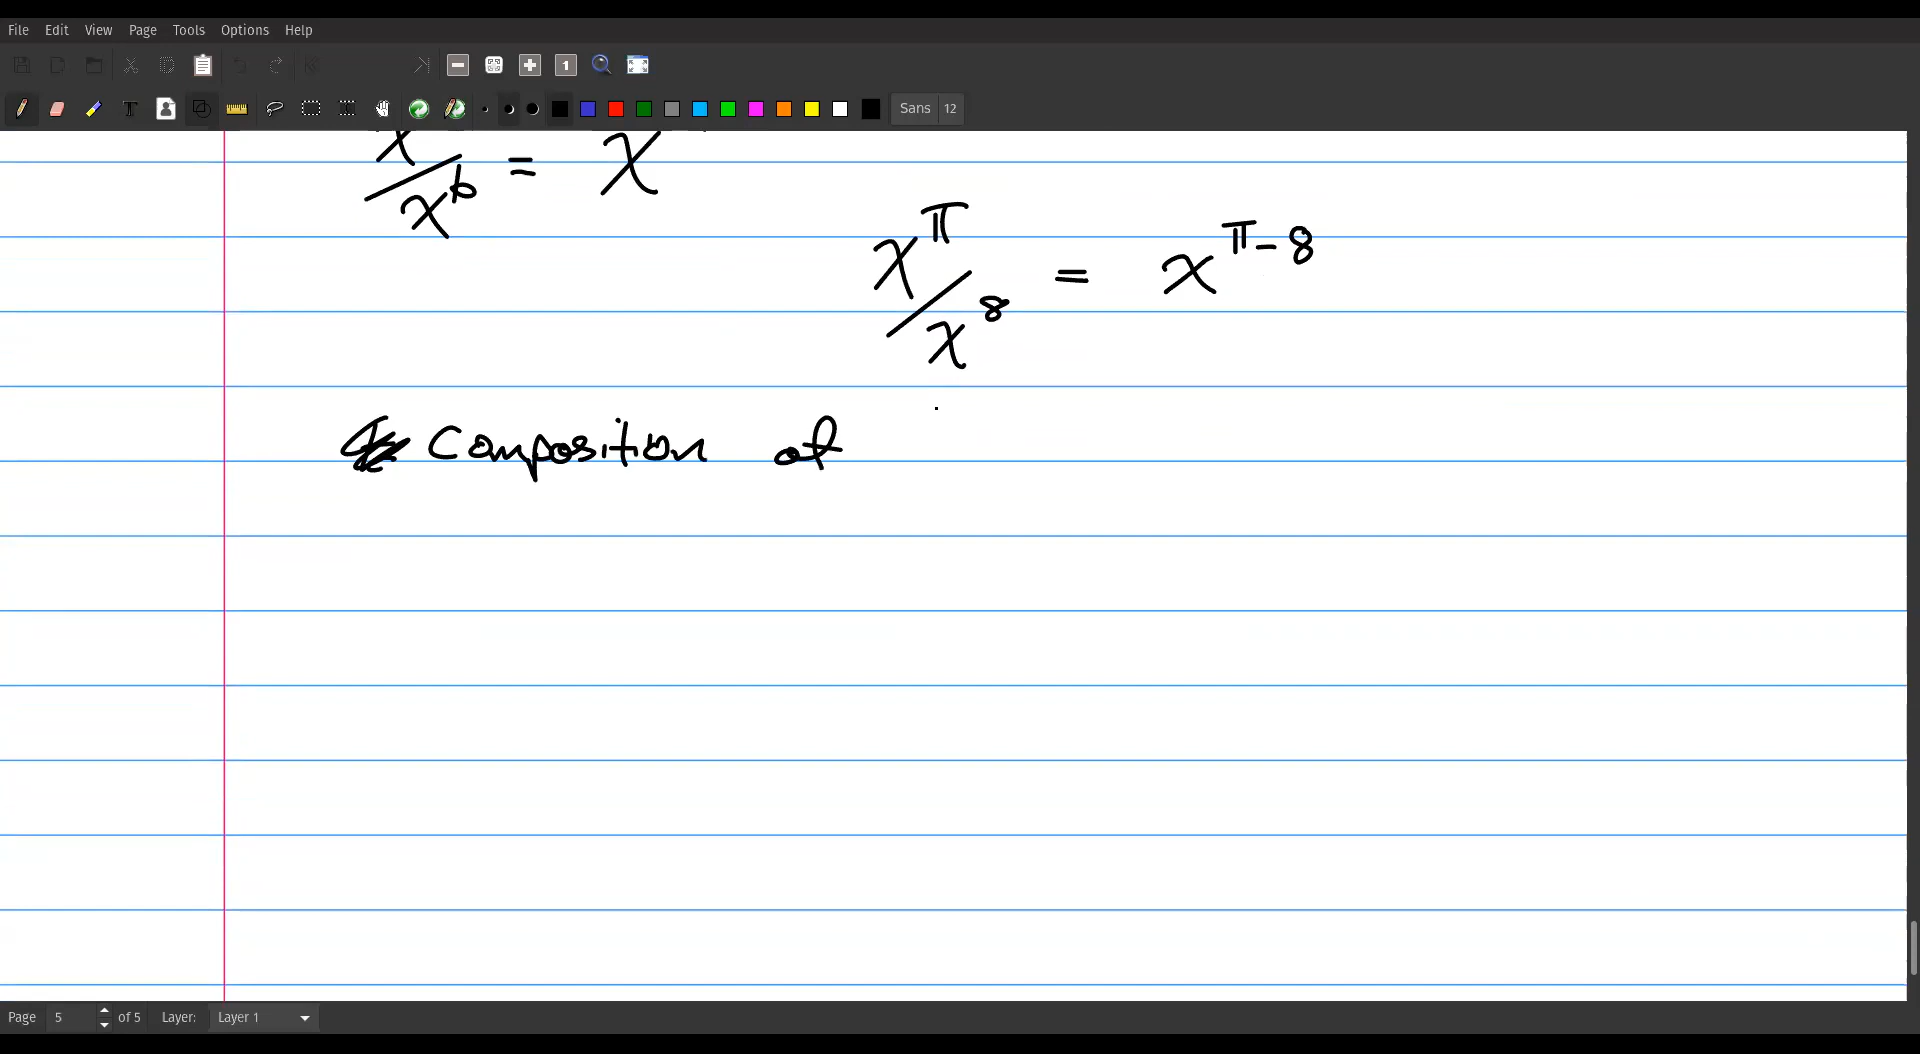 File Edit View Page Tools Options Help
Sans 12
x/x^b = x
x^π/x^8 = x^π-8
Composition of
Page 5 of 5 Layer: Layer 1